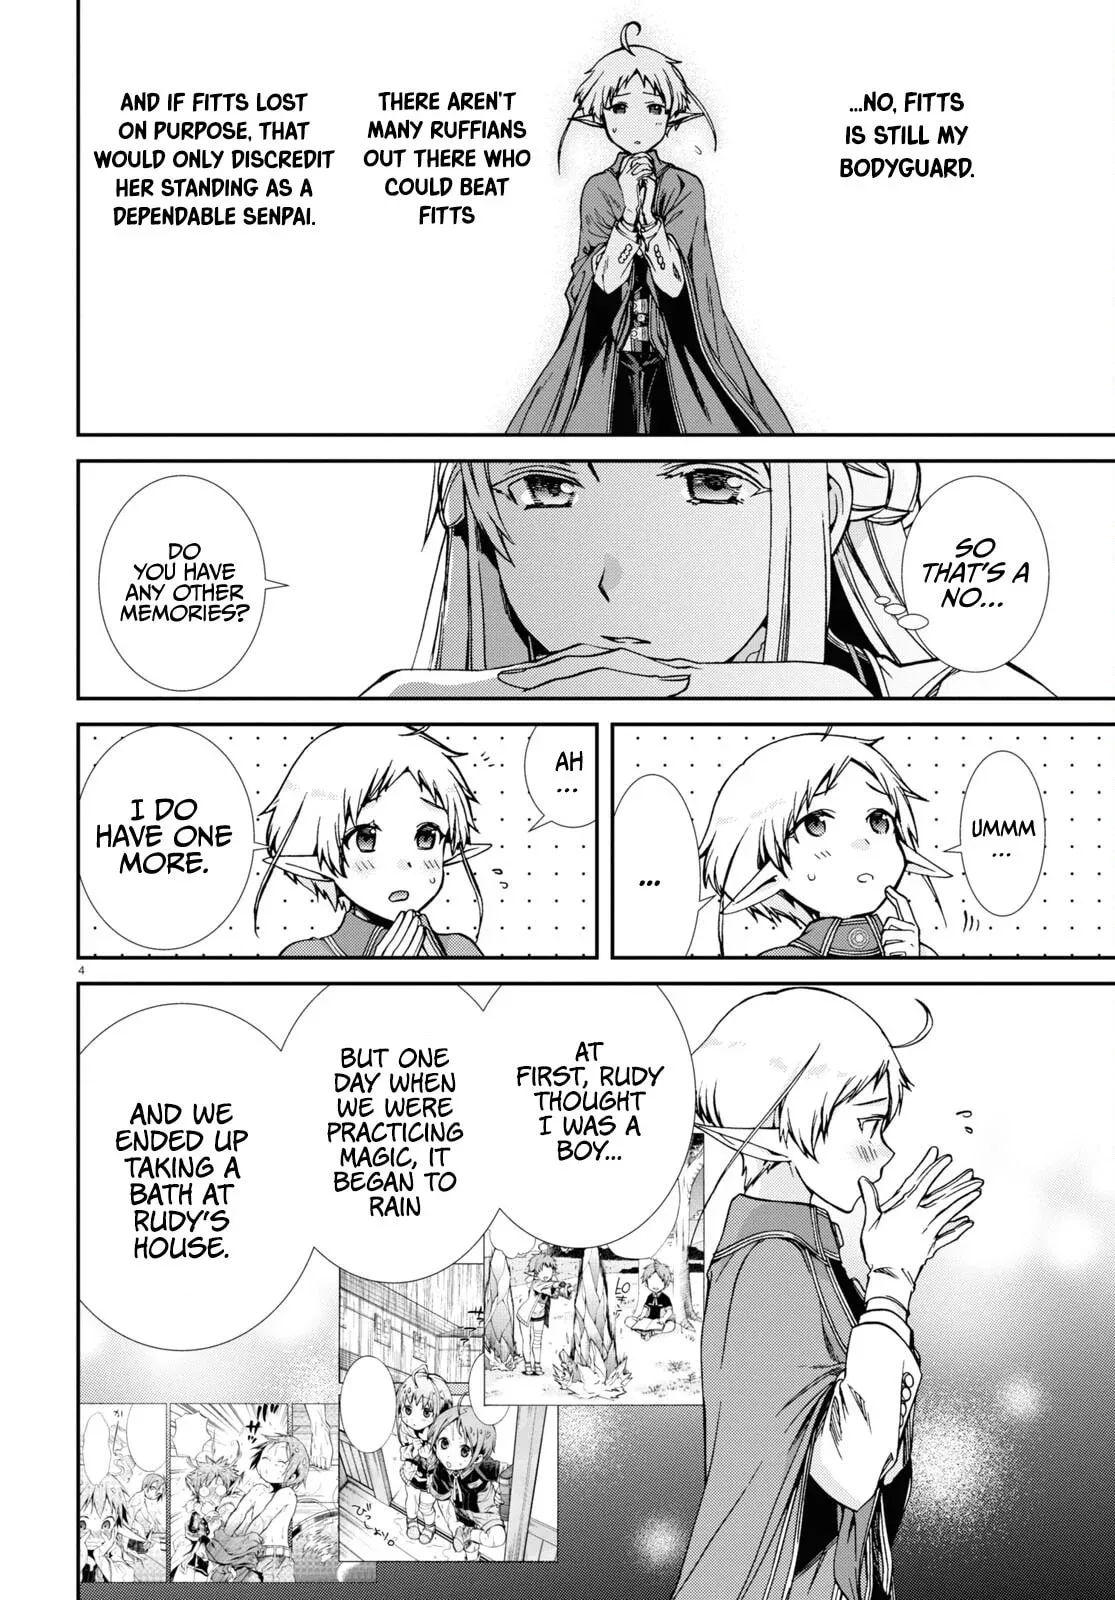 ...NO, FITTS
IS STILL MY
BODYGUARD.
THERE AREN'T
MANY RUFFIANS
OUT THERE WHO
COULD BEAT
FITTS
AND IF FITTS LOST
ON PURPOSE, THAT
WOULD ONLY DISCREDIT
HER STANDING AS A
DEPENDABLE SENPAI.
SO
THAT'S A
NO...
DO
YOU HAVE
ANY OTHER
MEMORIES?
UMMM
...
...
AH
...
I DO
HAVE ONE
MORE.
4
AT
FIRST, RUDY
THOUGHT
I WAS A
BOY...
BUT ONE
DAY WHEN
WE WERE
PRACTICING
MAGIC, IT
BEGAN TO
RAIN
AND WE
ENDED UP
TAKING A
BATH AT
RUDY'S
HOUSE.